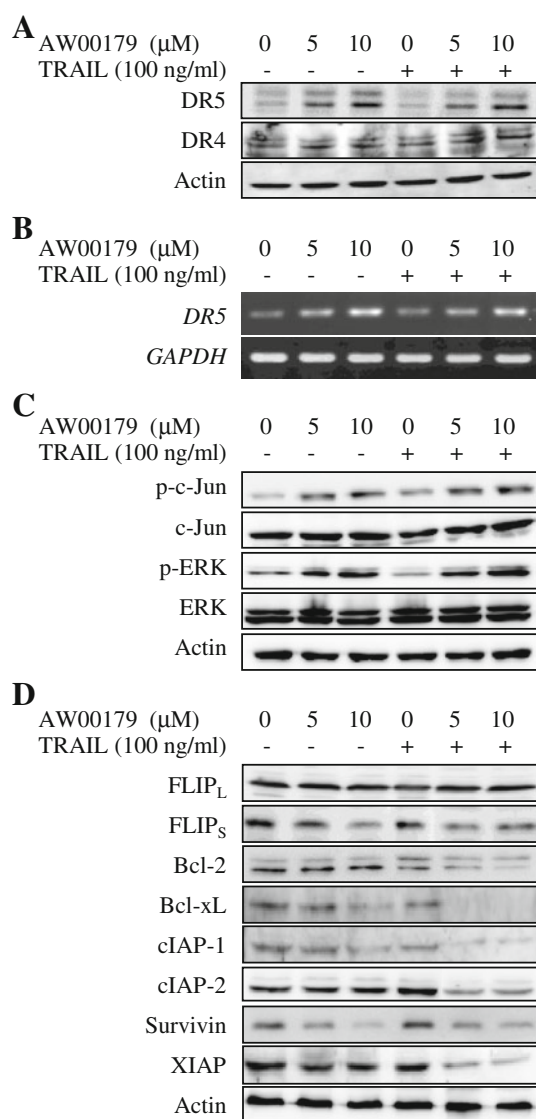 A
AW00179 (μM) 0 5 10 0 5 10
TRAIL (100 ng/ml) - - - + + +
DR5
DR4
Actin
B
AW00179 (μM) 0 5 10 0 5 10
TRAIL (100 ng/ml) - - - + + +
DR5
GAPDH
C
AW00179 (μM) 0 5 10 0 5 10
TRAIL (100 ng/ml) - - - + + +
p-c-Jun
c-Jun
p-ERK
ERK
Actin
D
AW00179 (μM) 0 5 10 0 5 10
TRAIL (100 ng/ml) - - - + + +
FLIPL
FLIPS
Bcl-2
Bcl-xL
cIAP-1
cIAP-2
Survivin
XIAP
Actin